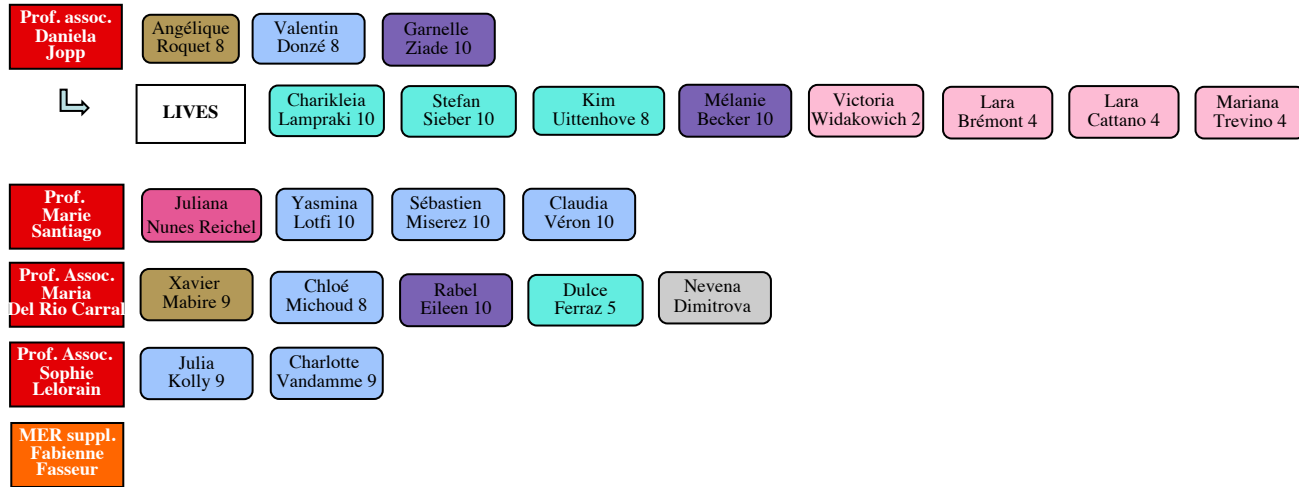 Prof. assoc.
Daniela
Jopp
Angélique
Roquet 8
Valentin
Donzé 8
Garnelle
Ziade 10
LIVES
Charikleia
Lampraki 10
Stefan
Sieber 10
Kim
Uittenhove 8
Mélanie
Becker 10
Victoria
Widakowich 2
Lara
Brémont 4
Lara
Cattano 4
Mariana
Trevino 4
Prof.
Marie
Santiago
Juliana
Nunes Reichel
Yasmina
Lotfi 10
Sébastien
Miserez 10
Claudia
Véron 10
Prof. Assoc.
Maria
Del Rio Carral
Xavier
Mabire 9
Chloé
Michoud 8
Rabel
Eileen 10
Dulce
Ferraz 5
Nevena
Dimitrova
Prof. Assoc.
Sophie
Lelorain
Julia
Kolly 9
Charlotte
Vandamme 9
MER suppl.
Fabienne
Fasseur